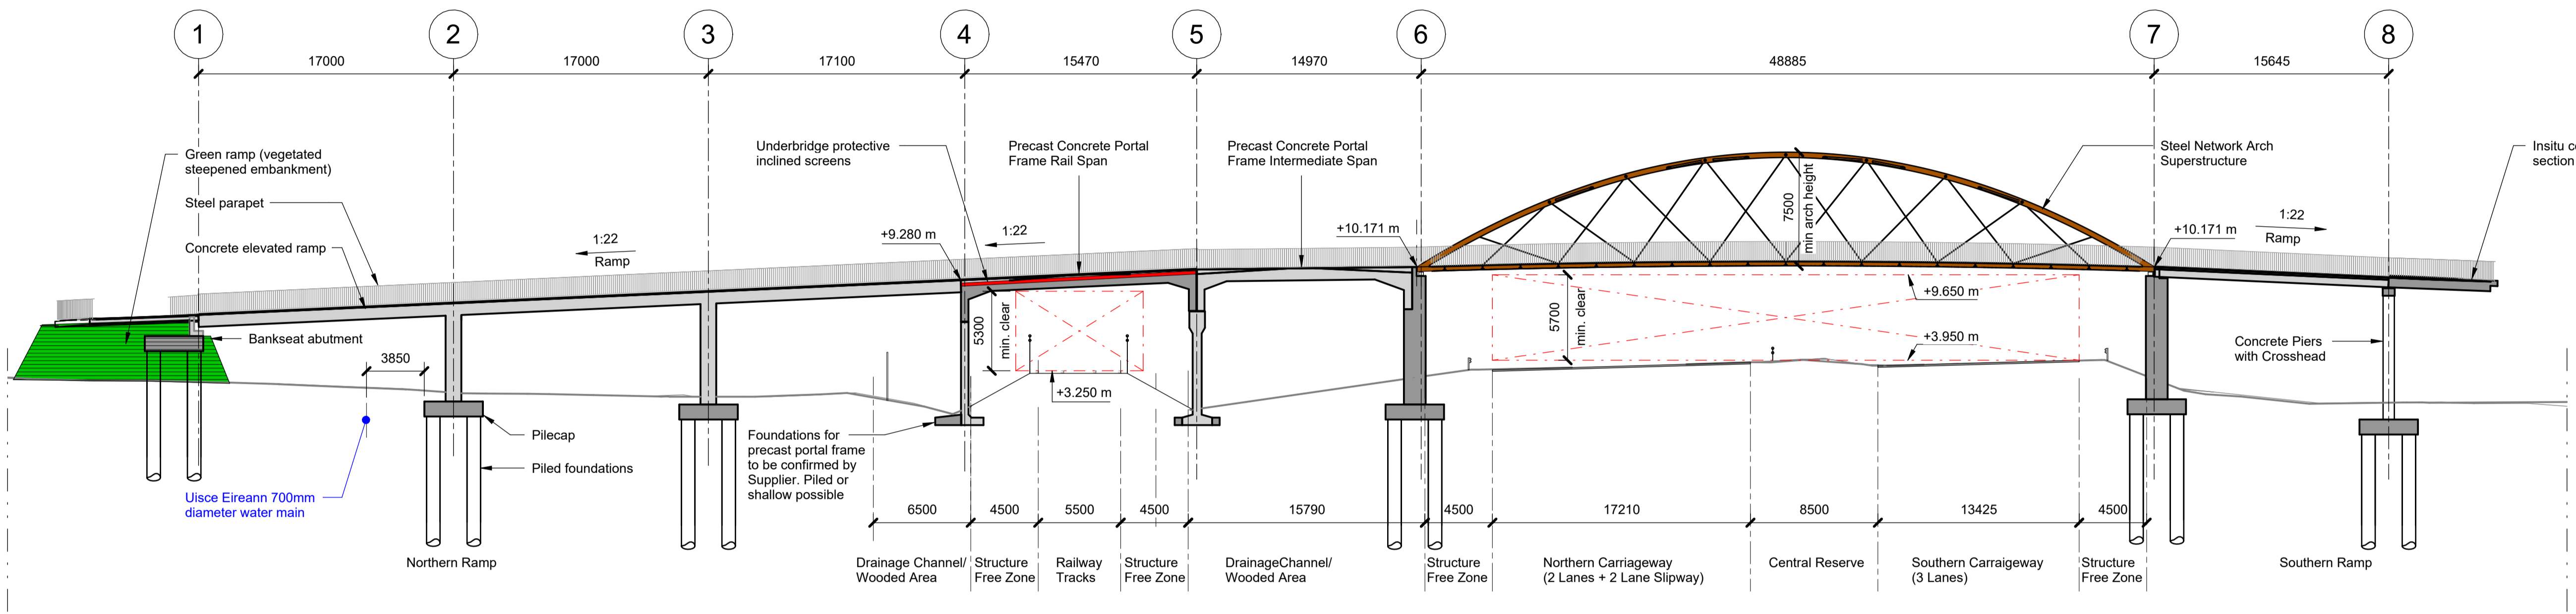 1
2
3
4
5
6
7
8
17000
17000
17100
15470
14970
48885
15645
Green ramp (vegetated
steepened embankment)
Steel parapet
Concrete elevated ramp
Bankseat abutment
3850
Uisce Eireann 700mm
diameter water main
Pilecap
Piled foundations
Northern Ramp
1:22
Ramp
Underbridge protective
inclined screens
+9.280 m
1:22
Precast Concrete Portal
Frame Rail Span
Precast Concrete Portal
Frame Intermediate Span
5300
min. clear
+3.250 m
Foundations for
precast portal frame
to be confirmed by
Supplier. Piled or
shallow possible
+10.171 m
7500
min arch height
5700
min. clear
+9.650 m
+3.950 m
Steel Network Arch
Superstructure
+10.171 m
1:22
Ramp
Insitu co
section
Concrete Piers
with Crosshead
6500
4500
5500
4500
15790
4500
17210
8500
13425
4500
Drainage Channel/
Wooded Area
Structure
Free Zone
Railway
Tracks
Structure
Free Zone
DrainageChannel/
Wooded Area
Structure
Free Zone
Northern Carriageway
(2 Lanes + 2 Lane Slipway)
Central Reserve
Southern Carraigeway
(3 Lanes)
Structure
Free Zone
Southern Ramp